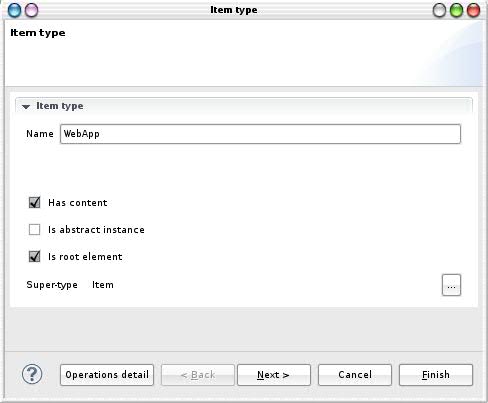 Item type
Item type
Item type
Name WebApp
Has content
Is abstract instance
Is root element
Super-type Item ...
? Operations detail < Back Next > Cancel Finish